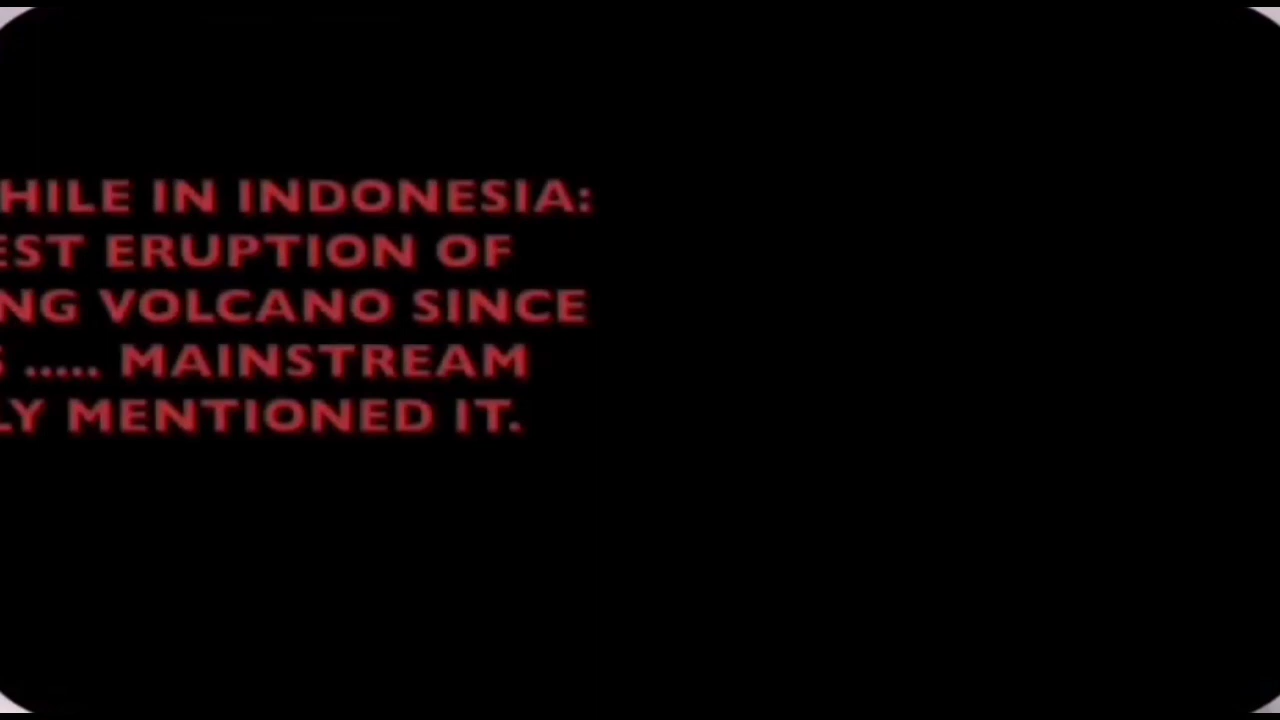 HILE IN INDONESIA:
EST ERUPTION OF
NG VOLCANO SINCE
S ..... MAINSTREAM
LY MENTIONED IT.